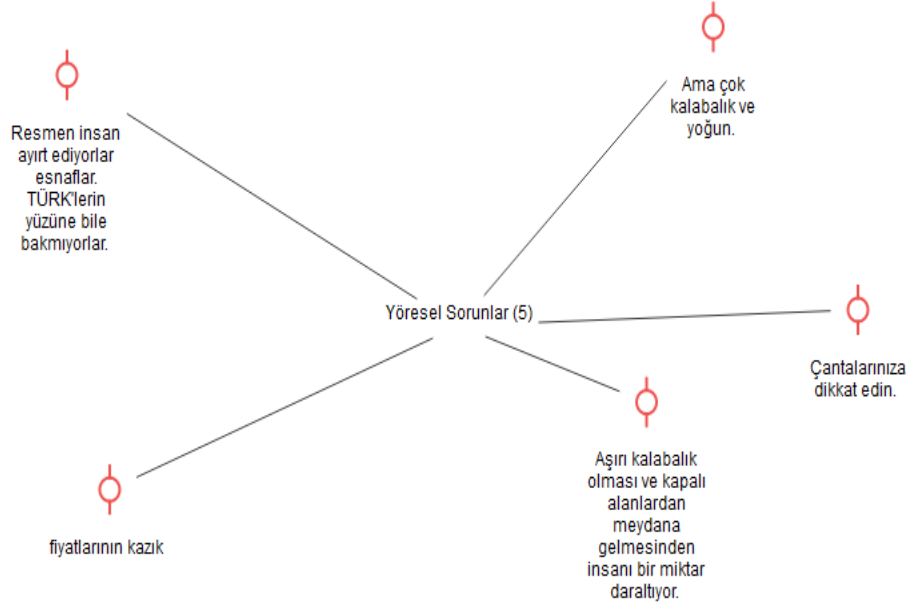 Resmen insan
ayırt ediyorlar
esnaflar.
TÜRK'lerin
yüzüne bile
bakmıyorlar.
Ama çok
kalabalık ve
yoğun.
Yöresel Sorunlar (5)
Çantalarınıza
dikkat edin.
Aşırı kalabalık
olması ve kapalı
alanlardan
meydana
gelmesinden
insanı bir miktar
daraltıyor.
fiyatlarının kazık